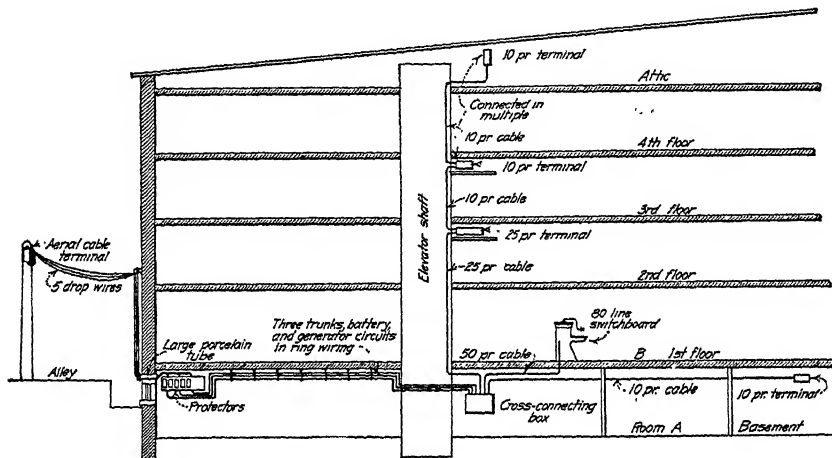 10 pr terminal
Attic
Connected in
multiple
10 pr cable
4th floor
10 pr terminal
10 pr cable
3rd floor
25 pr terminal
Elevator shaft
Aerial cable
terminal
5 drop wires
25 pr cable
2nd floor
80 line
switchboard
Three trunks, battery,
and generator circuits
in ring wiring
Large porcelain
tube
50 pr cable
B 1st floor
Alley
Protectors
Cross-connecting
box
10 pr. cable
10 pr. terminal
Room A
Basement